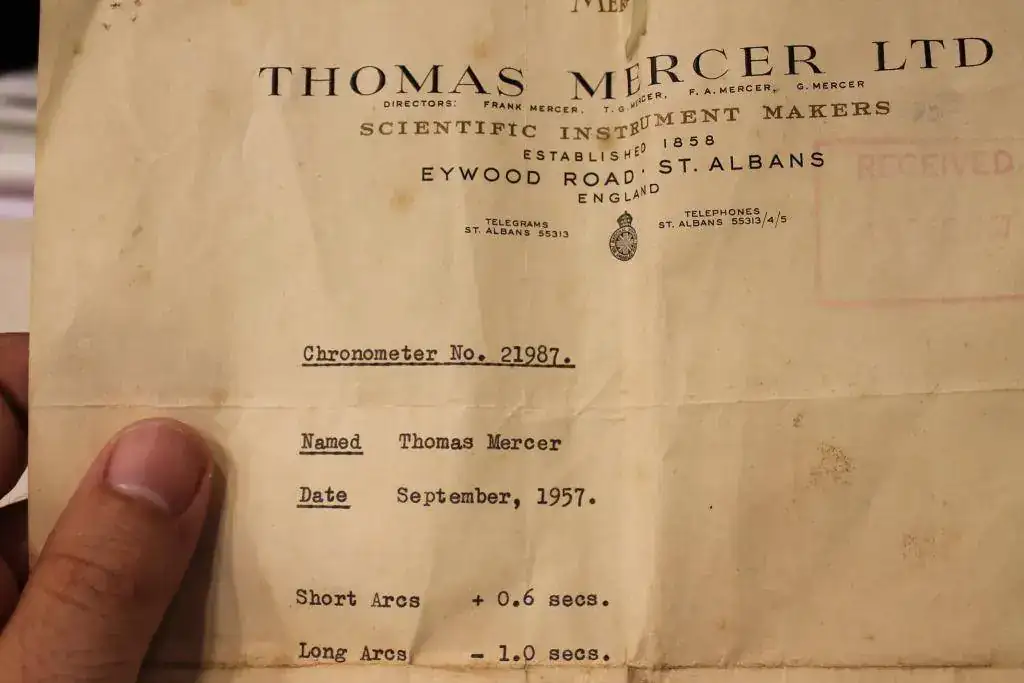 THOMAS MERCER LTD
DIRECTORS: FRANK MERCER, T. G. MERCER, F. A. MERCER, G. MERCER
SCIENTIFIC INSTRUMENT MAKERS
ESTABLISHED 1858
EYWOOD ROAD, ST. ALBANS
ENGLAND
TELEGRAMS
ST. ALBANS 55313
TELEPHONES
ST. ALBANS 55313/4/5
RECEIVED
Chronometer No. 21987.
Named Thomas Mercer
Date September, 1957.
Short Arcs + 0.6 secs.
Long Arcs - 1.0 secs.